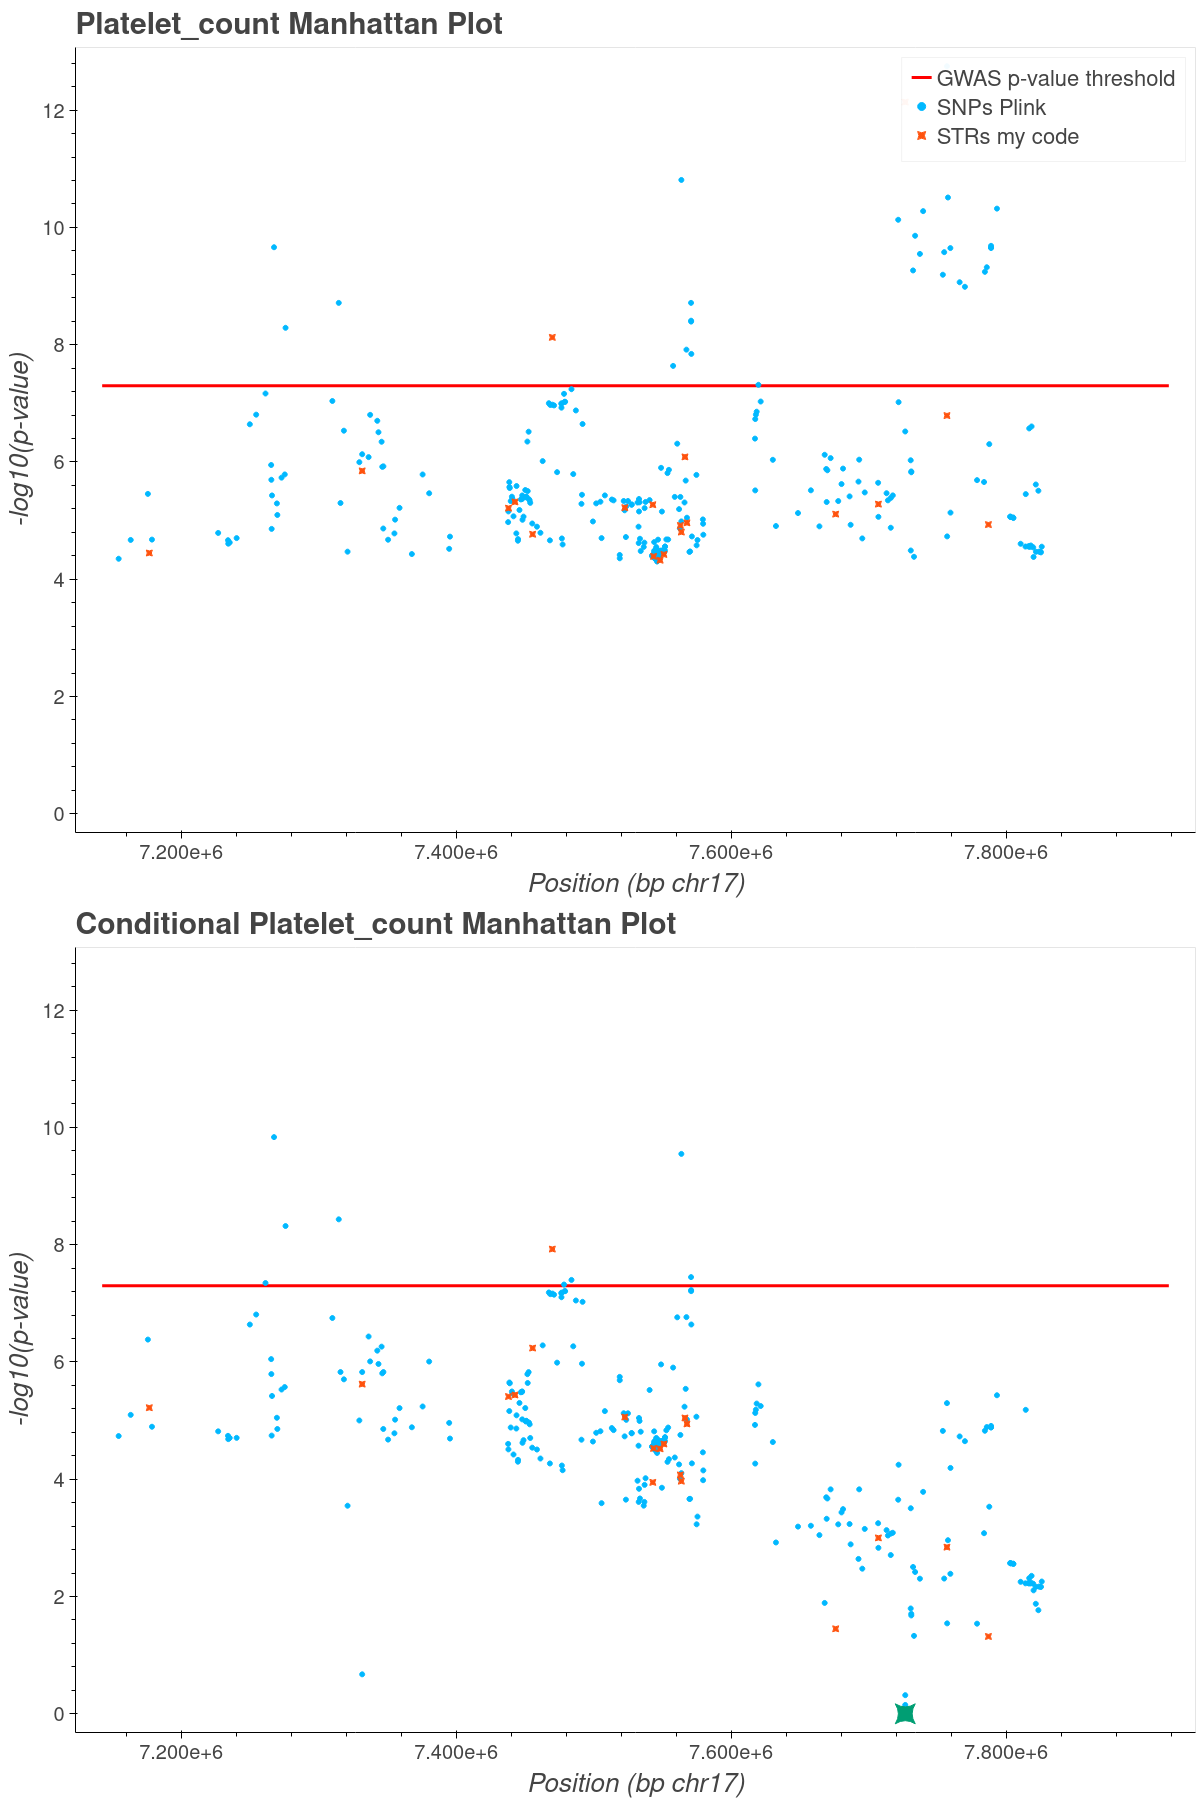 Platelet_count Manhattan Plot
GWAS p-value threshold
SNPs Plink
STRs my code
12
10
8
6
4
2
0
-log10(p-value)
7.200e+6 7.400e+6 7.600e+6 7.800e+6
Position (bp chr17)
Conditional Platelet_count Manhattan Plot
12
10
8
6
4
2
0
-log10(p-value)
7.200e+6 7.400e+6 7.600e+6 7.800e+6
Position (bp chr17)